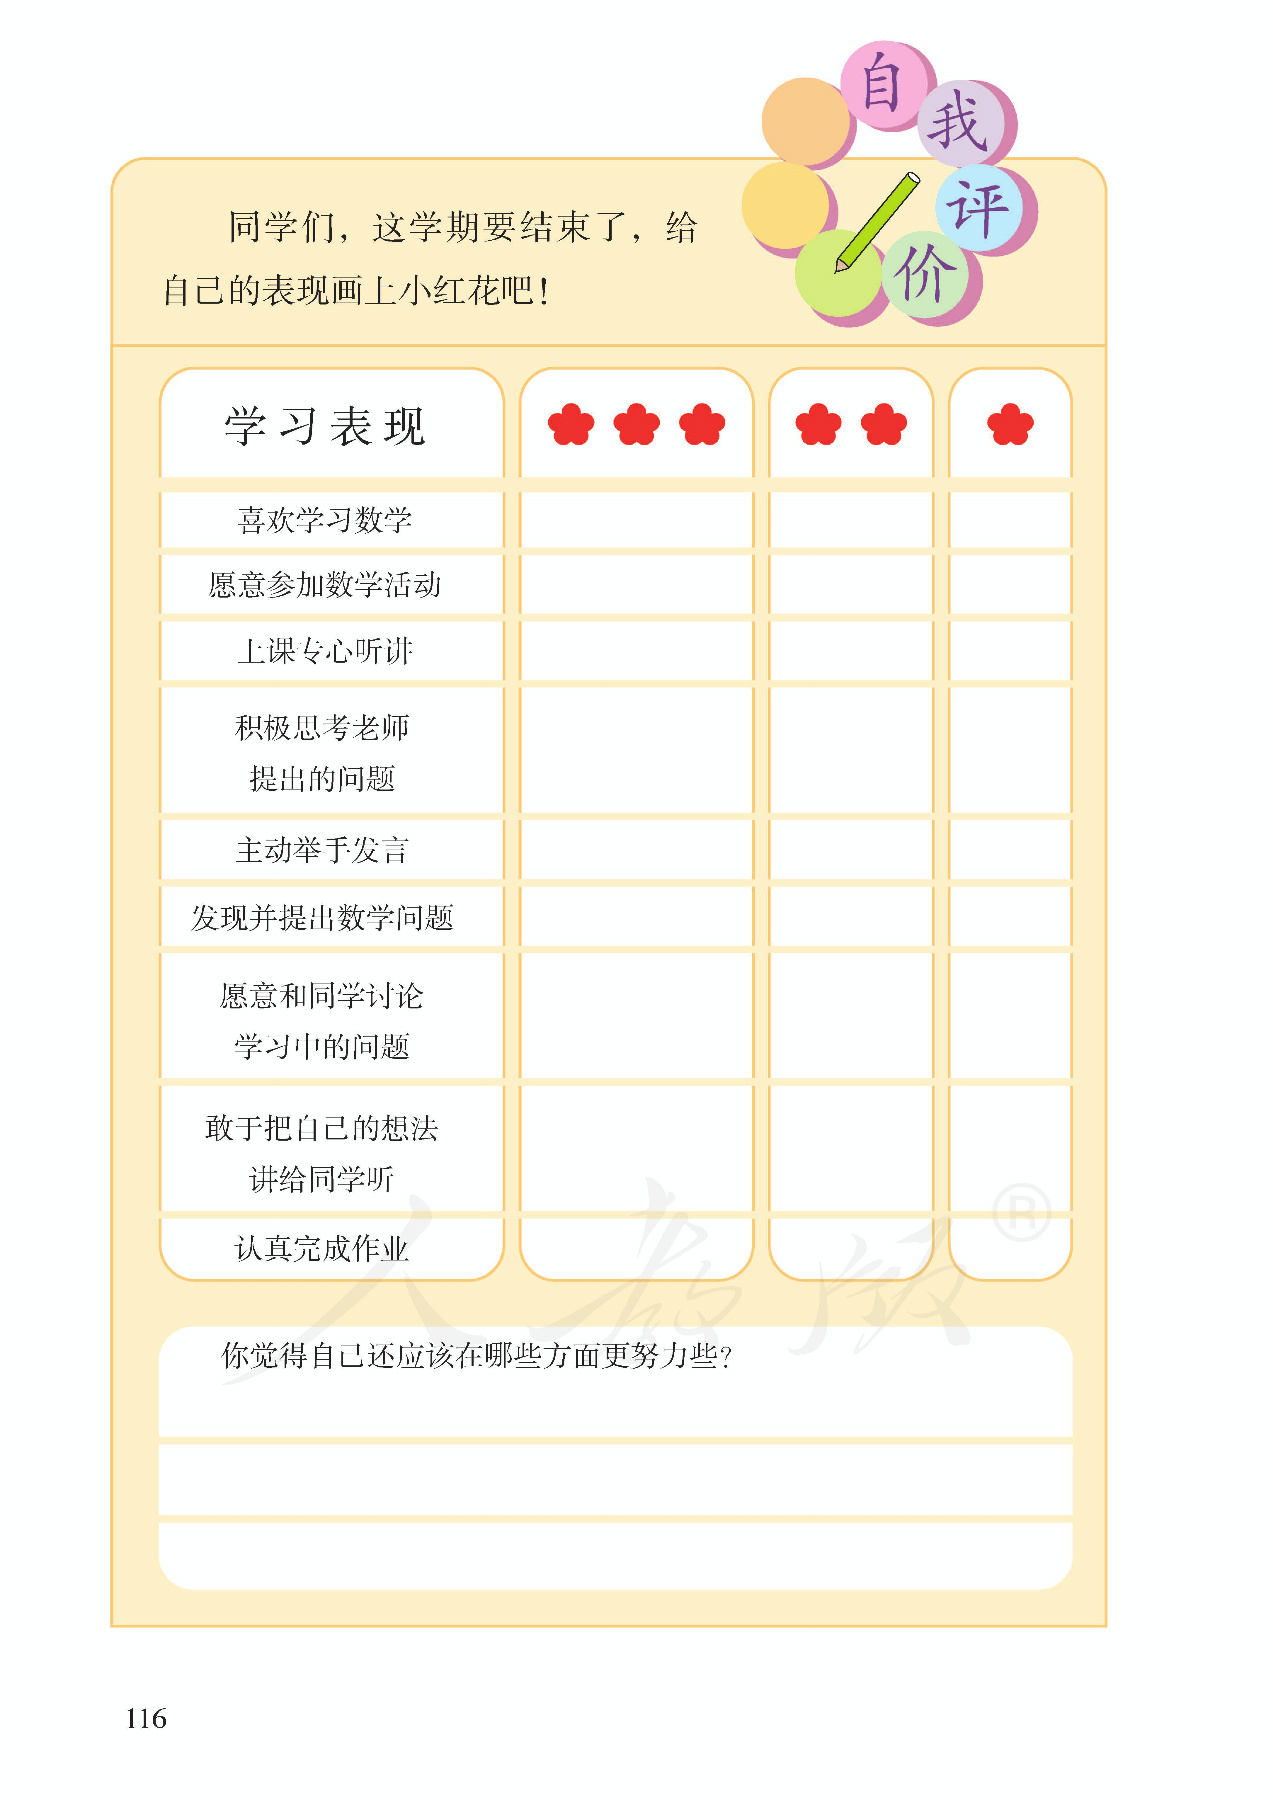 自我评价
同学们，这学期要结束了，给
自己的表现画上小红花吧！
学习表现
喜欢学习数学
愿意参加数学活动
上课专心听讲
积极思考老师
提出的问题
主动举手发言
发现并提出数学问题
愿意和同学讨论
学习中的问题
敢于把自己的想法
讲给同学听
认真完成作业
人教版®
你觉得自己还应该在哪些方面更努力些？
116